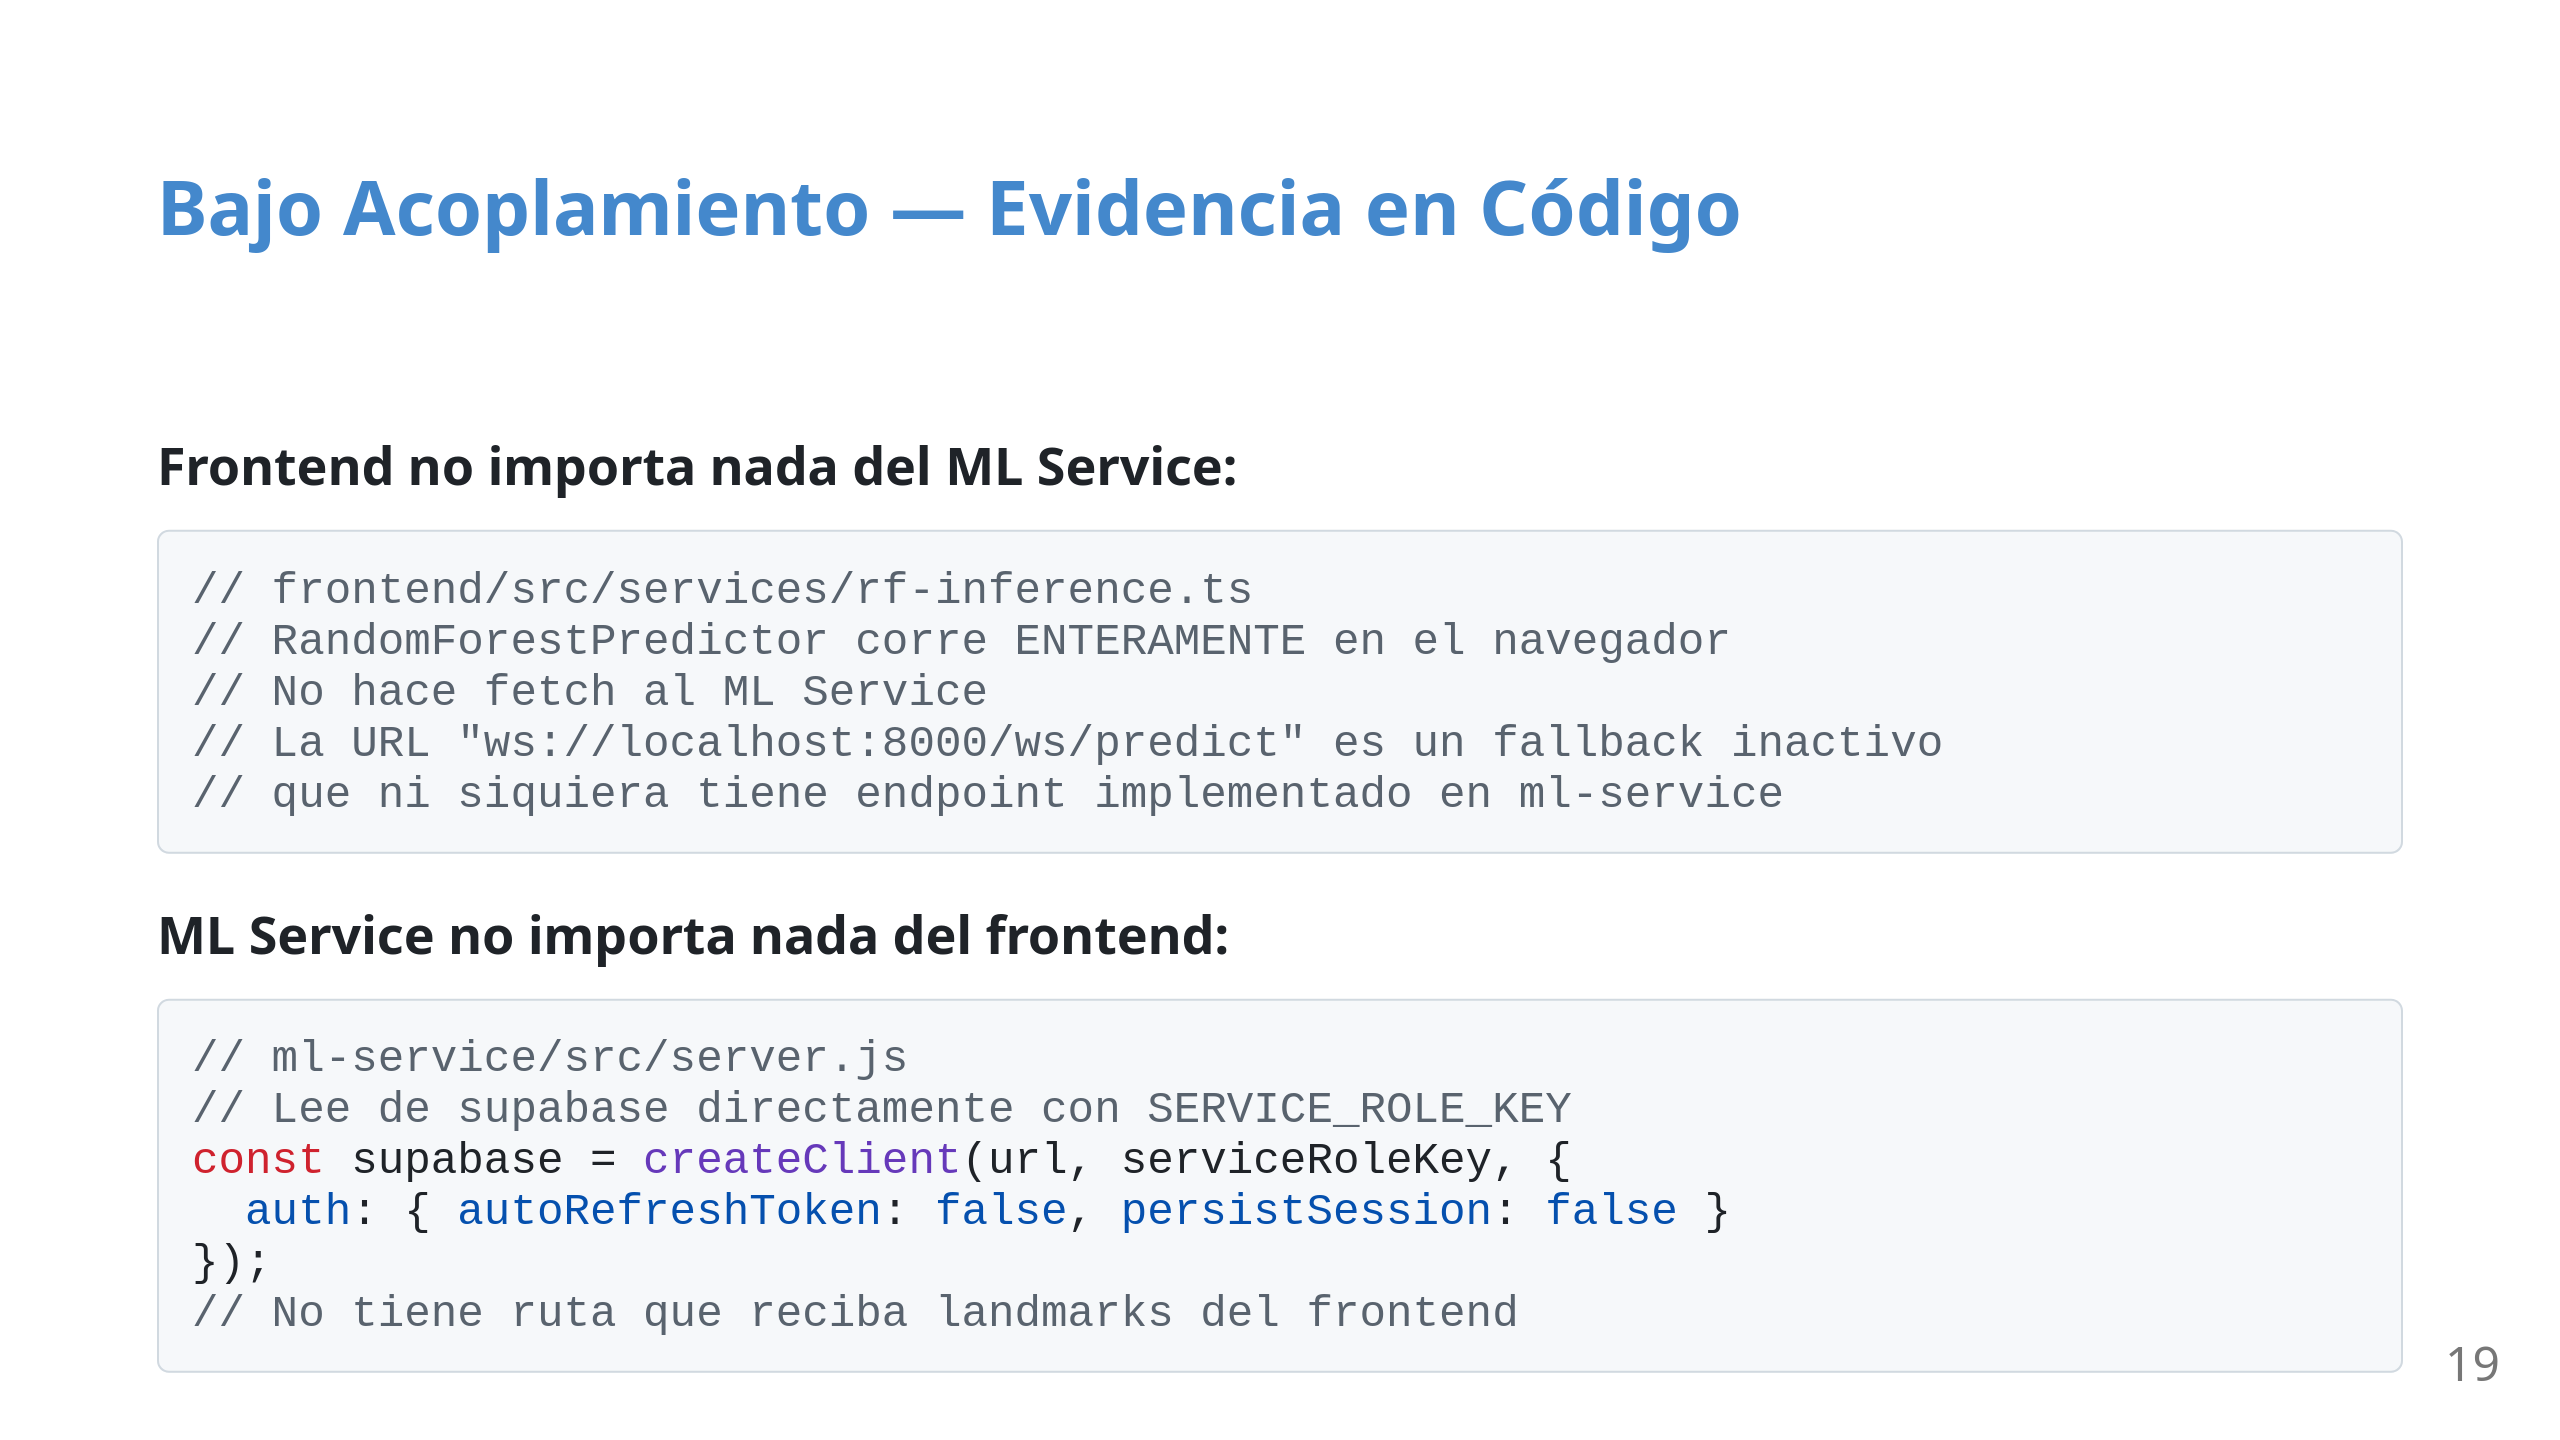 Bajo Acoplamiento — Evidencia en Código
Frontend no importa nada del ML Service:
// frontend/src/services/rf-inference.ts
// RandomForestPredictor corre ENTERAMENTE en el navegador
// No hace fetch al ML Service
// La URL "ws://localhost:8000/ws/predict" es un fallback inactivo
// que ni siquiera tiene endpoint implementado en ml-service
ML Service no importa nada del frontend:
// ml-service/src/server.js
// Lee de supabase directamente con SERVICE_ROLE_KEY
const supabase = createClient(url, serviceRoleKey, {
  auth: { autoRefreshToken: false, persistSession: false }
});
// No tiene ruta que reciba landmarks del frontend
19